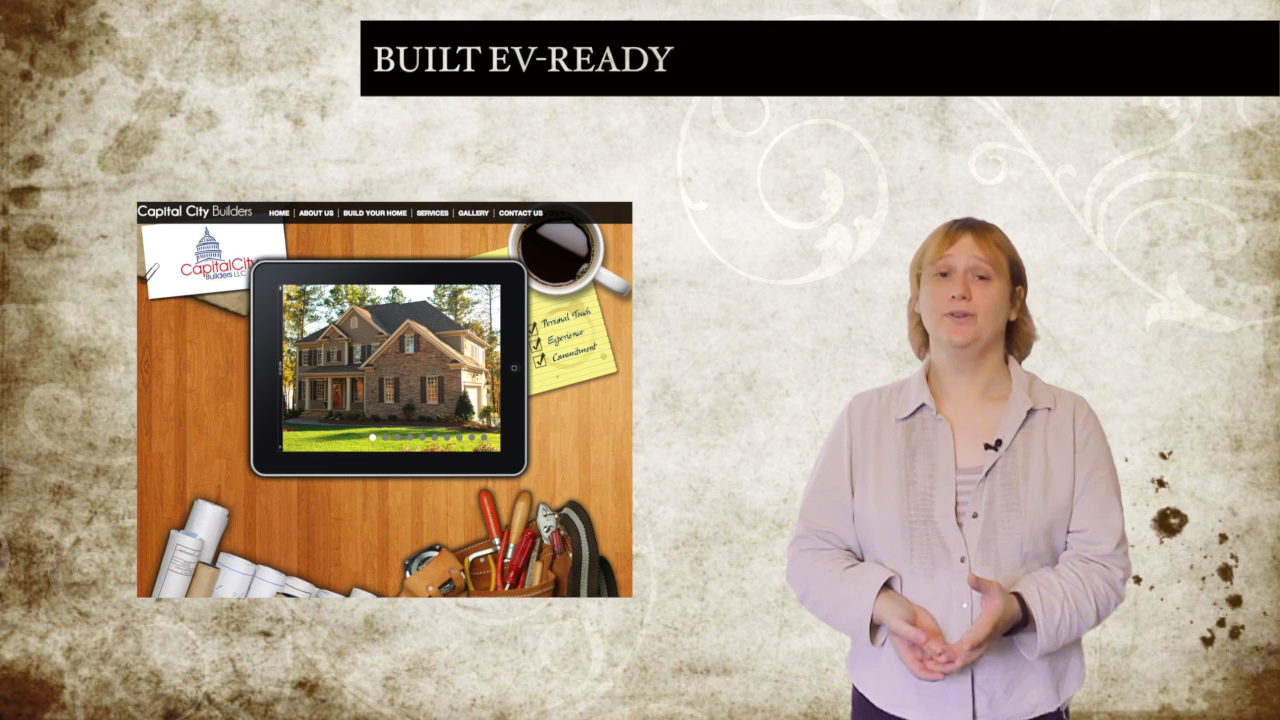 BUILT EV-READY
Capital City Builders HOME ABOUT US BUILD YOUR HOME SERVICES GALLERY CONTACT US
CapitalCity
Builders LLC
Personal Touch
Experience
Commitment